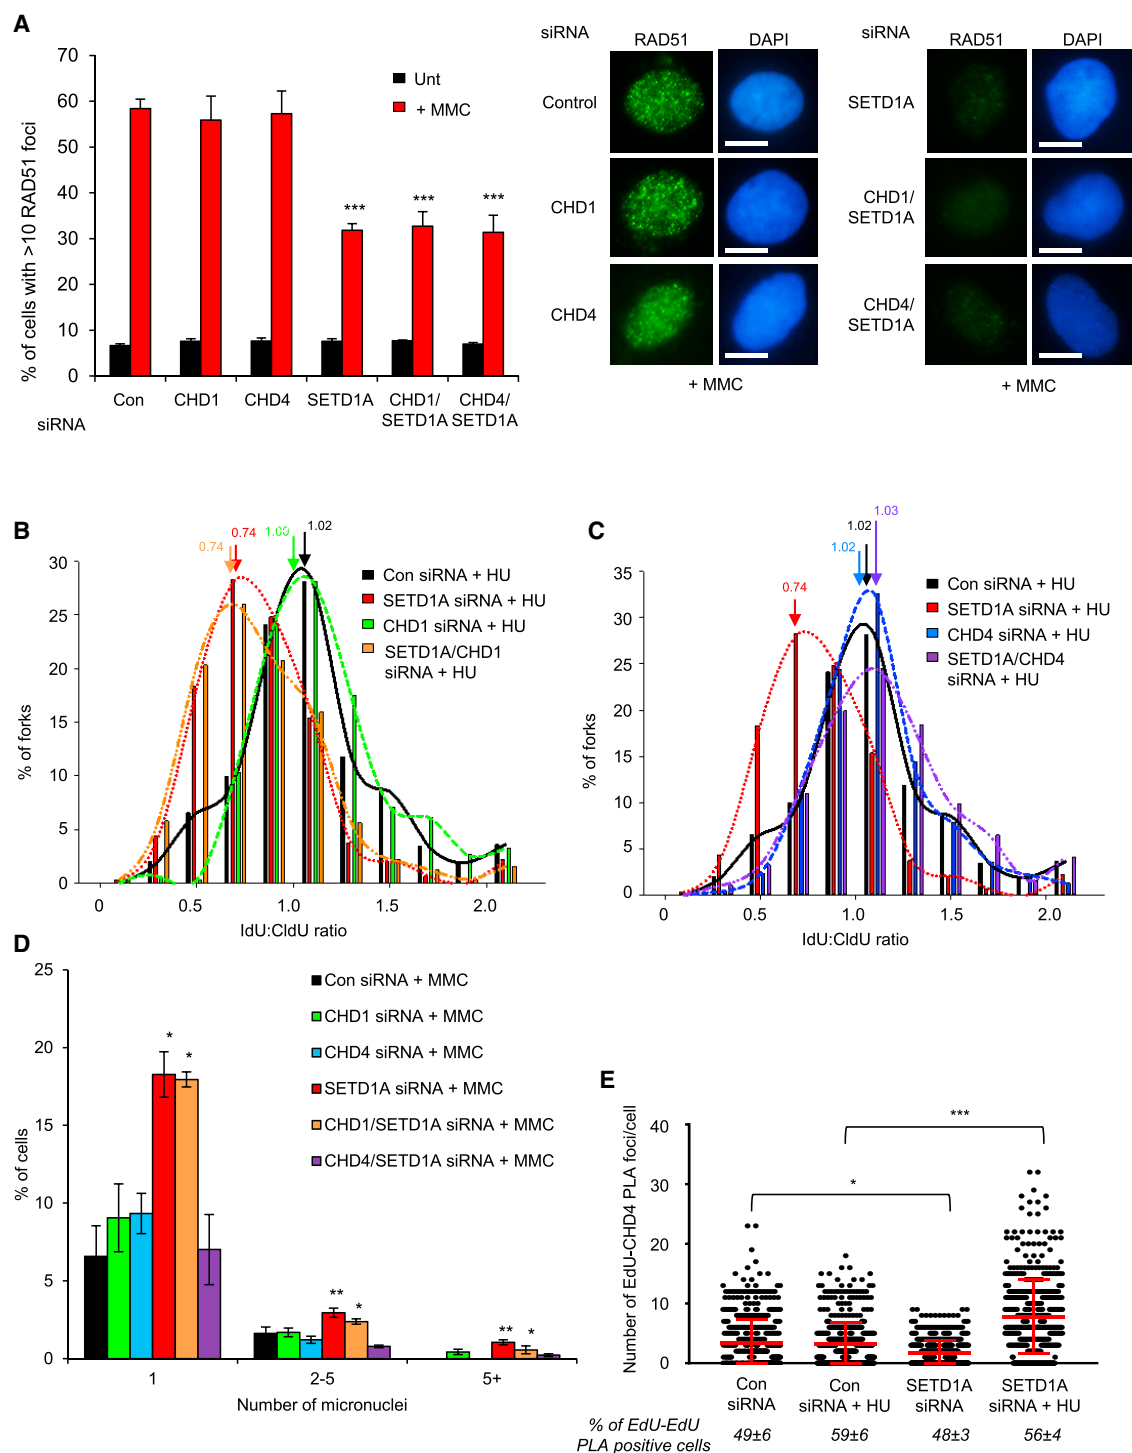 A
% of cells with >10 RAD51 foci
70
60
50
40
30
20
10
0
Unt
+ MMC
***
***
***
Con
CHD1
CHD4
SETD1A
CHD1/
SETD1A
CHD4/
SETD1A
siRNA
siRNA
RAD51
DAPI
Control
CHD1
CHD4
+ MMC
siRNA
RAD51
DAPI
SETD1A
CHD1/
SETD1A
CHD4/
SETD1A
+ MMC
B
% of forks
30
25
20
15
10
5
0
0.74
0.74
1.00
1.02
Con siRNA + HU
SETD1A siRNA + HU
CHD1 siRNA + HU
SETD1A/CHD1
siRNA + HU
0
0.5
1.0
1.5
2.0
IdU:CldU ratio
C
% of forks
35
30
25
20
15
10
5
0
0.74
1.02
1.02
1.03
Con siRNA + HU
SETD1A siRNA + HU
CHD4 siRNA + HU
SETD1A/CHD4
siRNA + HU
0
0.5
1.0
1.5
2.0
IdU:CldU ratio
D
% of cells
25
20
15
10
5
0
Con siRNA + MMC
CHD1 siRNA + MMC
CHD4 siRNA + MMC
SETD1A siRNA + MMC
CHD1/SETD1A siRNA + MMC
CHD4/SETD1A siRNA + MMC
*
*
**
*
**
*
1
2-5
5+
Number of micronuclei
E
Number of EdU-CHD4 PLA foci/cell
40
30
20
10
0
***
*
Con
siRNA
Con
siRNA + HU
SETD1A
siRNA
SETD1A
siRNA + HU
% of EdU-EdU
PLA positive cells
49±6
59±6
48±3
56±4